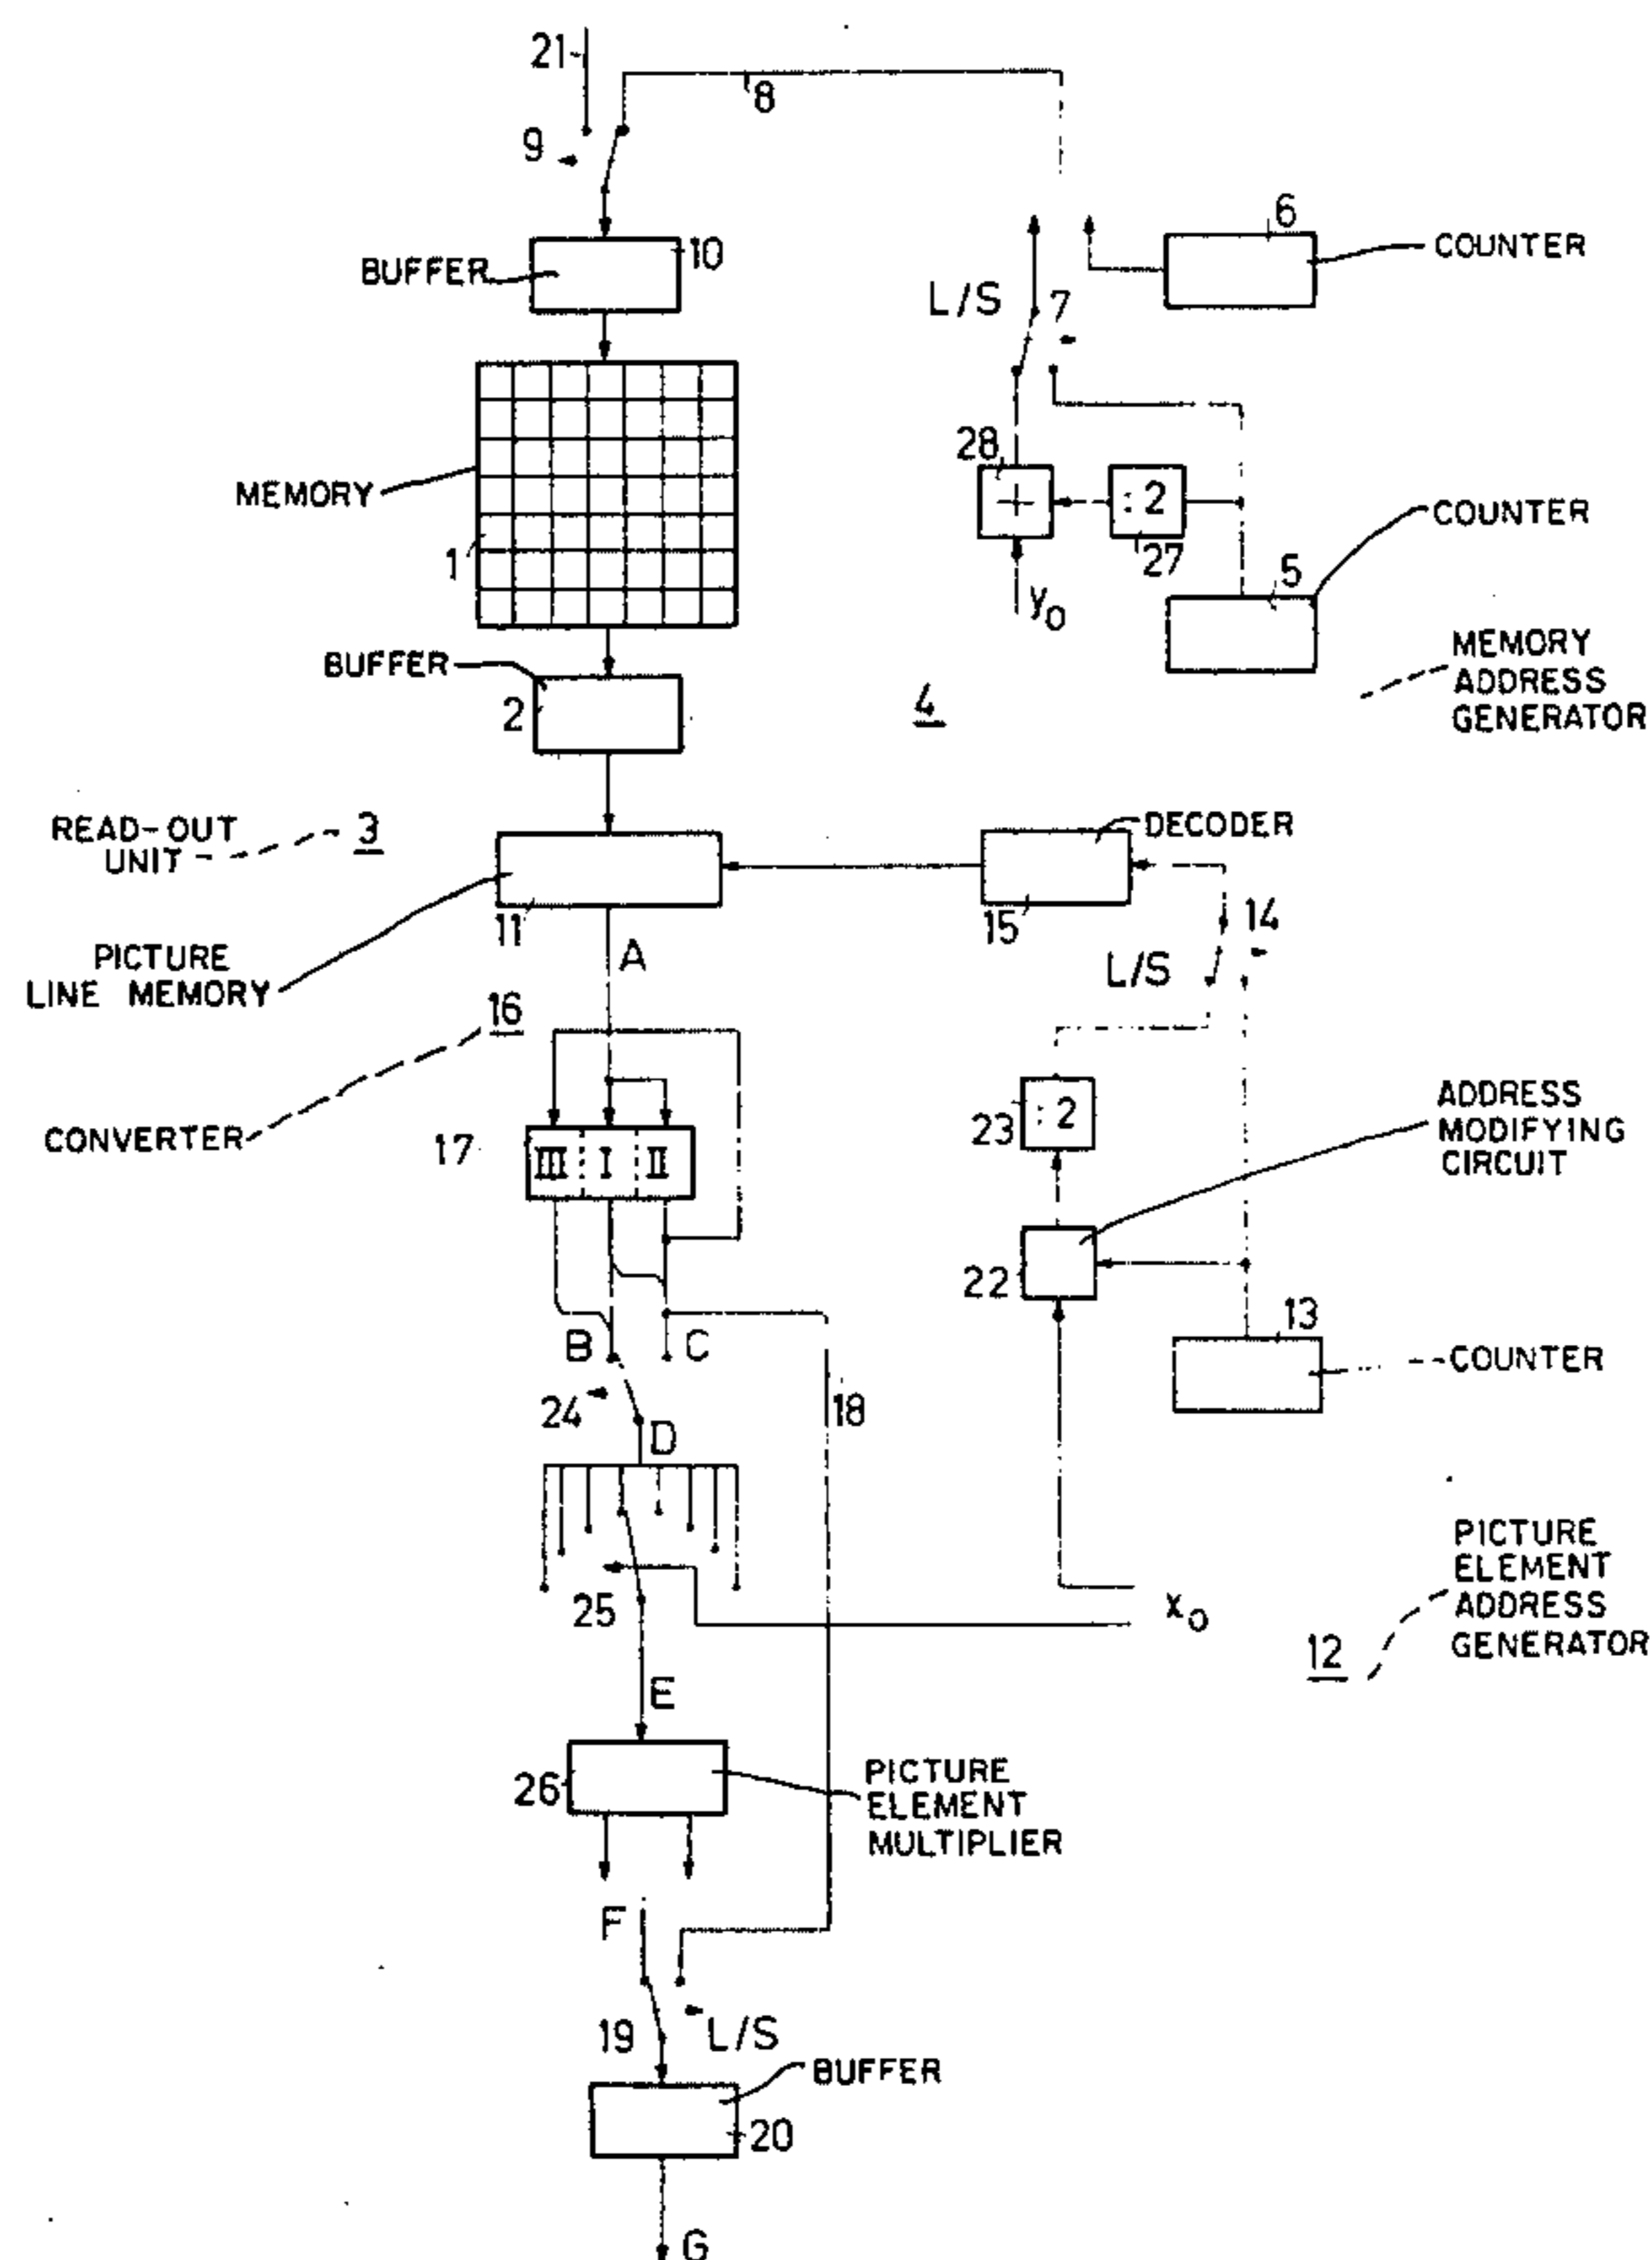 21
8
9
6
COUNTER
10
BUFFER
L/S
7
28
MEMORY
+
: 2
COUNTER
1
27
5
y₀
BUFFER
MEMORY
ADDRESS
GENERATOR
2
4
READ-OUT
UNIT
3
DECODER
11
15
14
A
L/S
PICTURE
LINE MEMORY
16
ADDRESS
MODIFYING
CIRCUIT
23
: 2
CONVERTER
17
III I II
22
13
B
C
COUNTER
24
18
D
PICTURE
ELEMENT
ADDRESS
GENERATOR
25
x₀
12
E
26
PICTURE
ELEMENT
MULTIPLIER
F
19
L/S
BUFFER
20
G